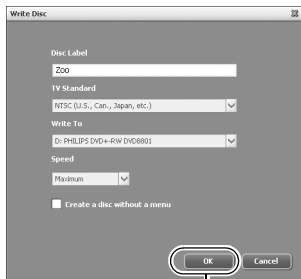 Write Disc
Disc Label
Zoo
TV Standard
NTSC (U.S., Can., Japan, etc.)
Write To
D: PHILIPS DVD+-RW DVD8801
Speed
Maximum
Create a disc without a menu
OK Cancel